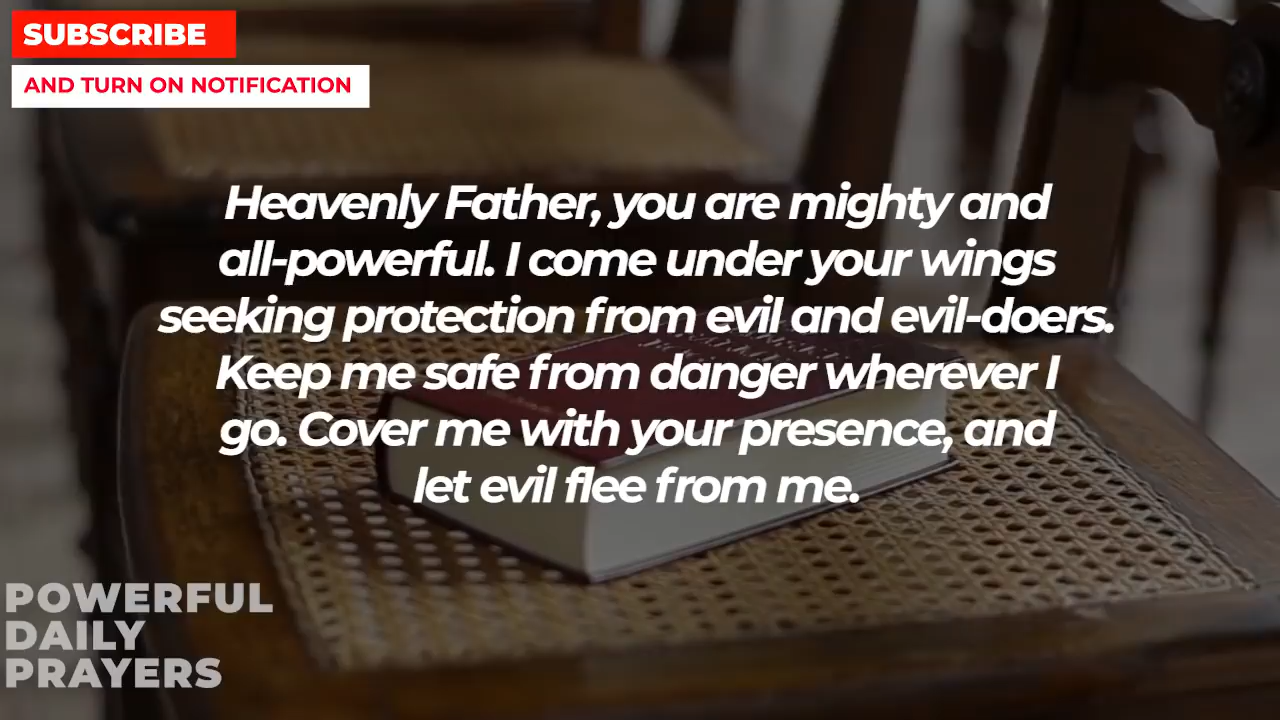 SUBSCRIBE
AND TURN ON NOTIFICATION
Heavenly Father, you are mighty and
all-powerful. I come under your wings
seeking protection from evil and evil-doers.
Keep me safe from danger wherever I
go. Cover me with your presence, and
let evil flee from me.
POWERFUL
DAILY
PRAYERS